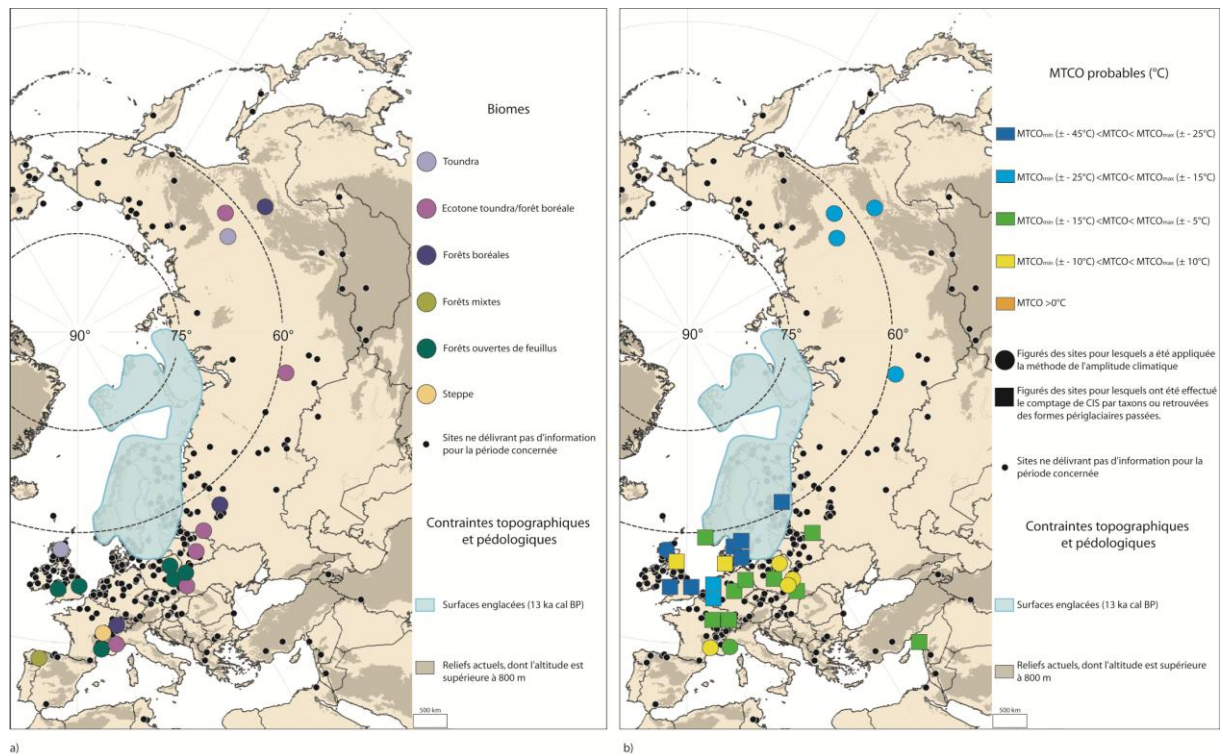 Biomes
Toundra
Ecotone toundra/forêt boréale
Forêts boréales
Forêts mixtes
Forêts ouvertes de feuillus
Steppe
Sites ne délivrant pas d'information
pour la période concernée
Contraintes topographiques
et pédologiques
Surfaces englacées (13 ka cal BP)
Reliefs actuels, dont l'altitude est
supérieure à 800 m
90°
75°
60°
500 km
a)
MTCO probables (°C)
MTCOmin (± - 45°C) <MTCO< MTCOmax (± - 25°C)
MTCOmin (± - 25°C) <MTCO< MTCOmax (± - 15°C)
MTCOmin (± - 15°C) <MTCO< MTCOmax (± - 5°C)
MTCOmin (± - 10°C) <MTCO< MTCOmax (± 10°C)
MTCO >0°C
Figurés des sites pour lesquels a été appliquée
la méthode de l'amplitude climatique
Figurés des sites pour lesquels ont été effectué
le comptage de CIS par taxons ou retrouvées
des formes périglaciaires passées.
Sites ne délivrant pas d'information pour la
période concernée
Contraintes topographiques
et pédologiques
Surfaces englacées (13 ka cal BP)
Reliefs actuels, dont l'altitude est supérieure
à 800 m
90°
75°
60°
500 km
b)